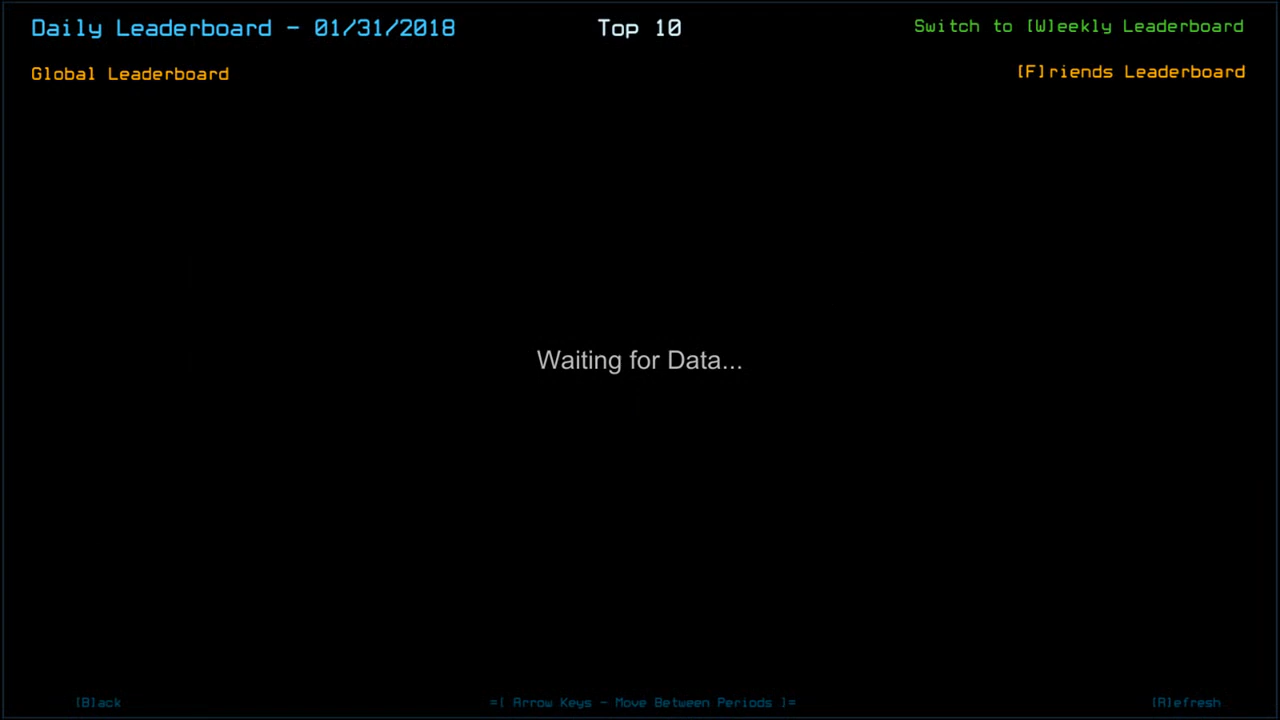 Daily Leaderboard - 01/31/2018
Top 10
Switch to [W]eekly Leaderboard
Global Leaderboard
[F]riends Leaderboard
Waiting for Data...
[B]ack
=[ Arrow Keys - Move Between Periods ]=
[R]efresh